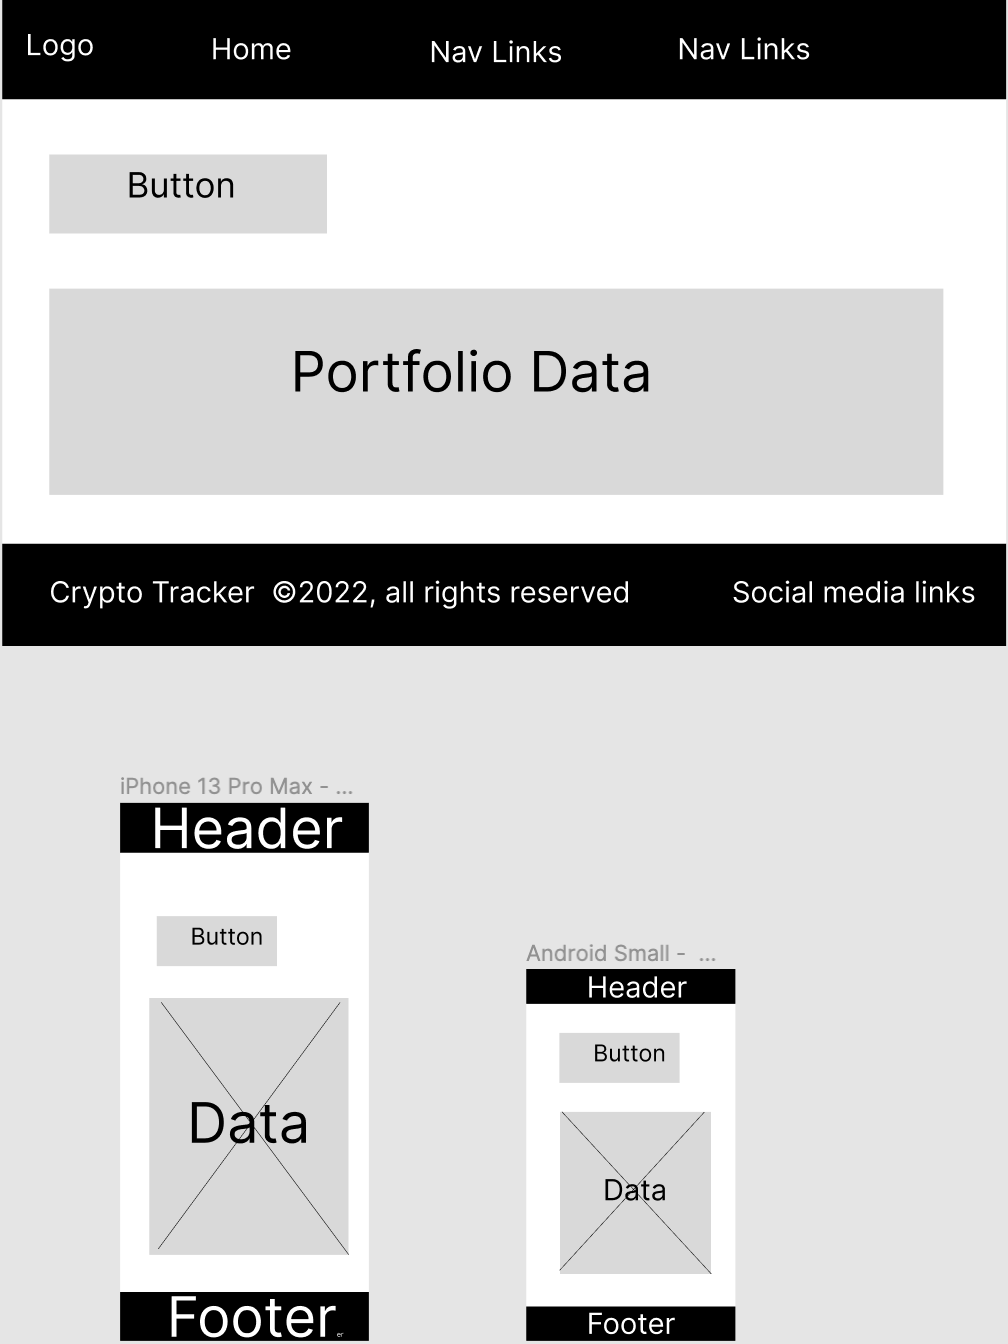 Logo Home Nav Links Nav Links
Button
Portfolio Data
Crypto Tracker ©2022, all rights reserved Social media links
iPhone 13 Pro Max - ...
Header
Button
Data
Footer
er
Android Small - ...
Header
Button
Data
Footer